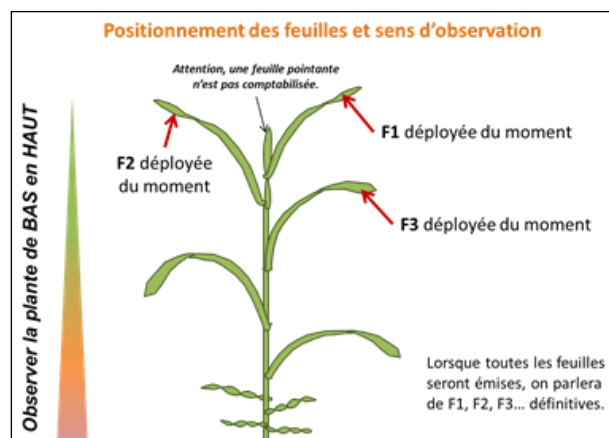 Positionnement des feuilles et sens d'observation
Attention, une feuille pointante
n'est pas comptabilisée.
F1 déployée du moment
F2 déployée
du moment
F3 déployée du moment
Observer la plante de BAS en HAUT
Lorsque toutes les feuilles
seront émises, on parlera
de F1, F2, F3... définitives.